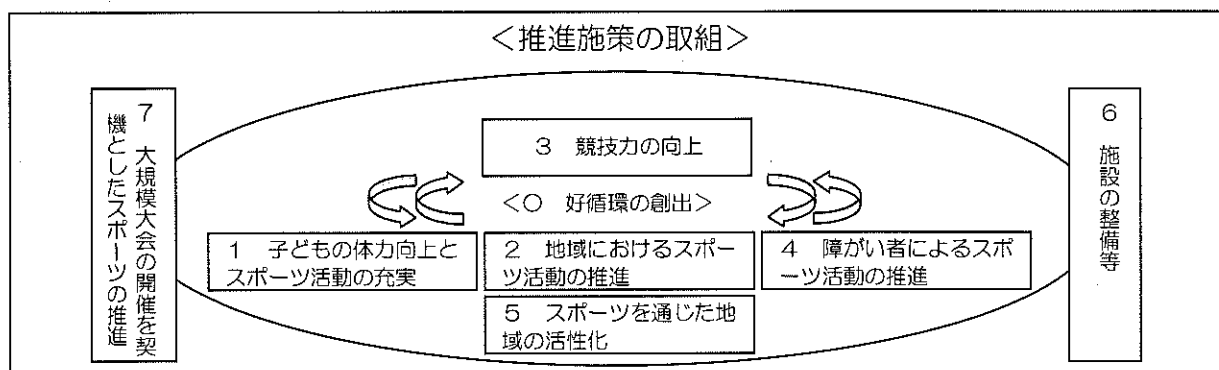 <推進施策の取組>
7 大規模大会の開催を契
機としたスポーツの推進
3 競技力の向上
<○ 好循環の創出>
1 子どもの体力向上と
スポーツ活動の充実
2 地域におけるスポー
ツ活動の推進
4 障がい者によるスポ
ーツ活動の推進
5 スポーツを通じた地
域の活性化
6 施設の整備等